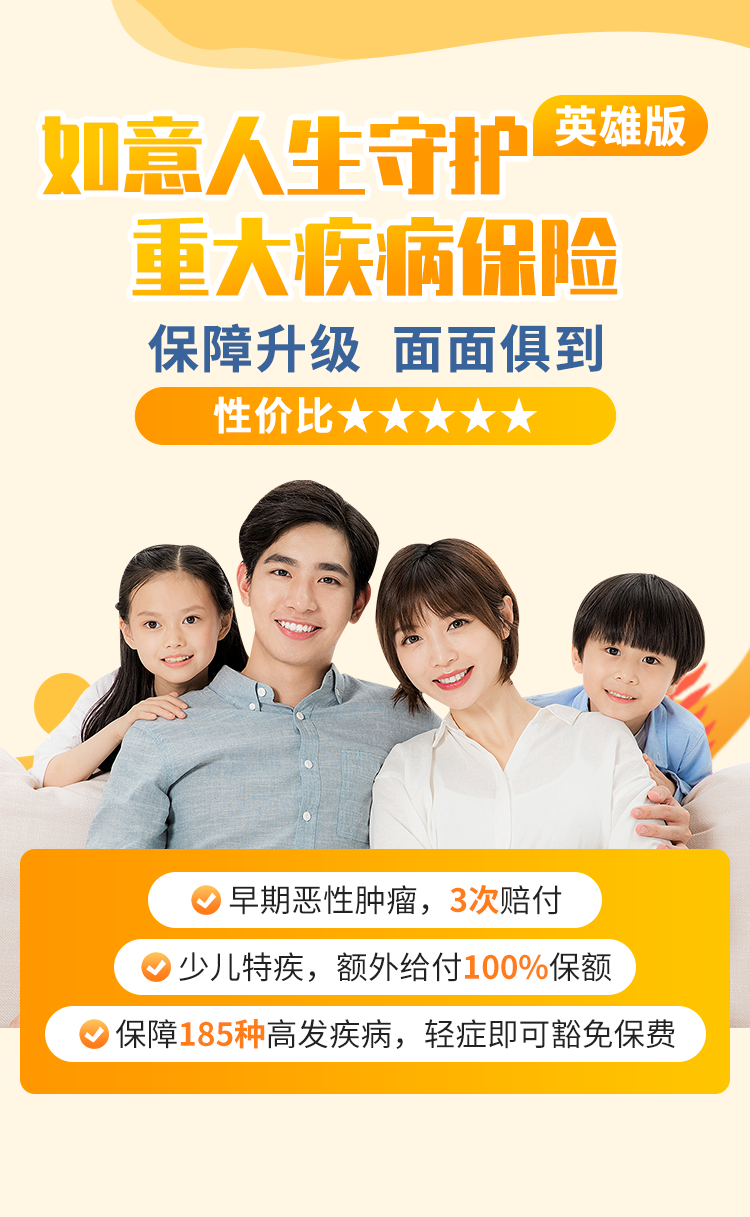 如意人生守护 英雄版
重大疾病保险
保障升级 面面俱到
性价比★★★★★
早期恶性肿瘤，3次赔付
少儿特疾，额外给付100%保额
保障185种高发疾病，轻症即可豁免保费